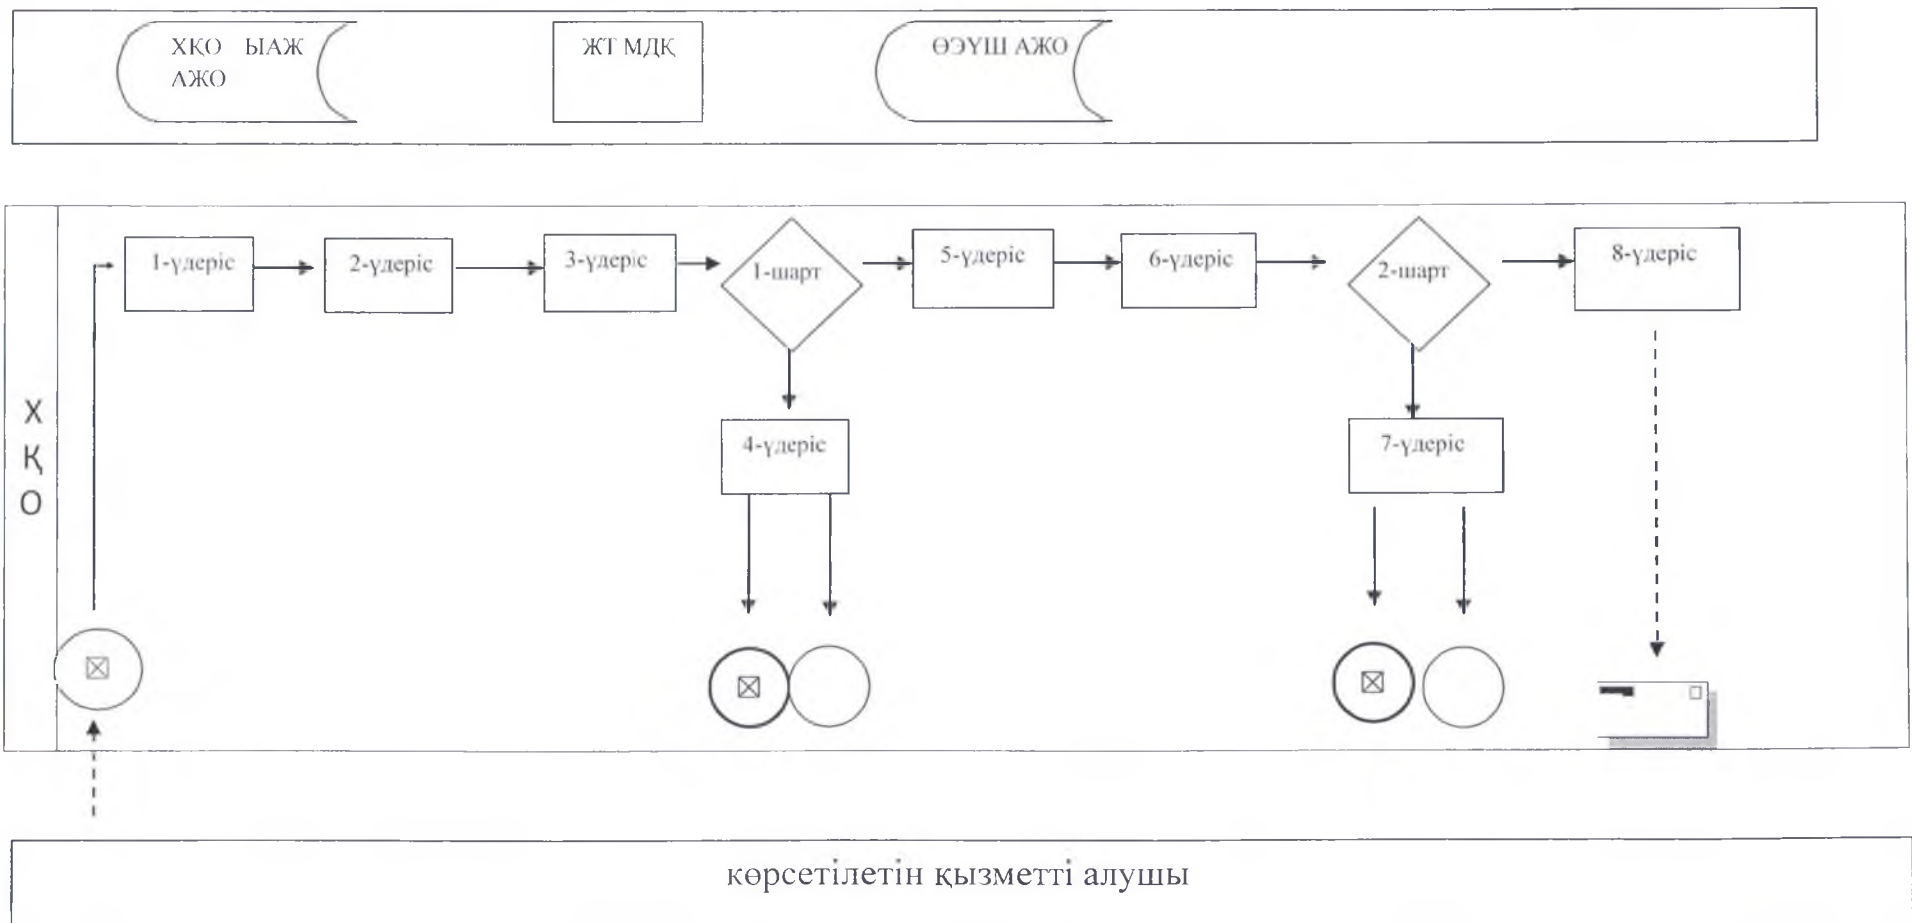 ХҚО ЫАЖ
АЖО
ЖТ МДҚ
ӨЭҮШ АЖО
1-үдеріс
2-үдеріс
3-үдеріс
1-шарт
5-үдеріс
6-үдеріс
2-шарт
8-үдеріс
4-үдеріс
7-үдеріс
Х
Қ
О
көрсетілетін қызметті алушы